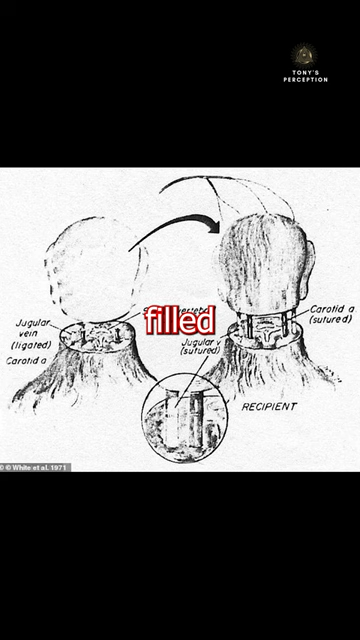 TONY'S
PERCEPTION
Jugular
vein
(ligated)
Carotid a
filled
Jugular v
(sutured)
Carotid a
(sutured)
RECIPIENT
© White et al. 1971